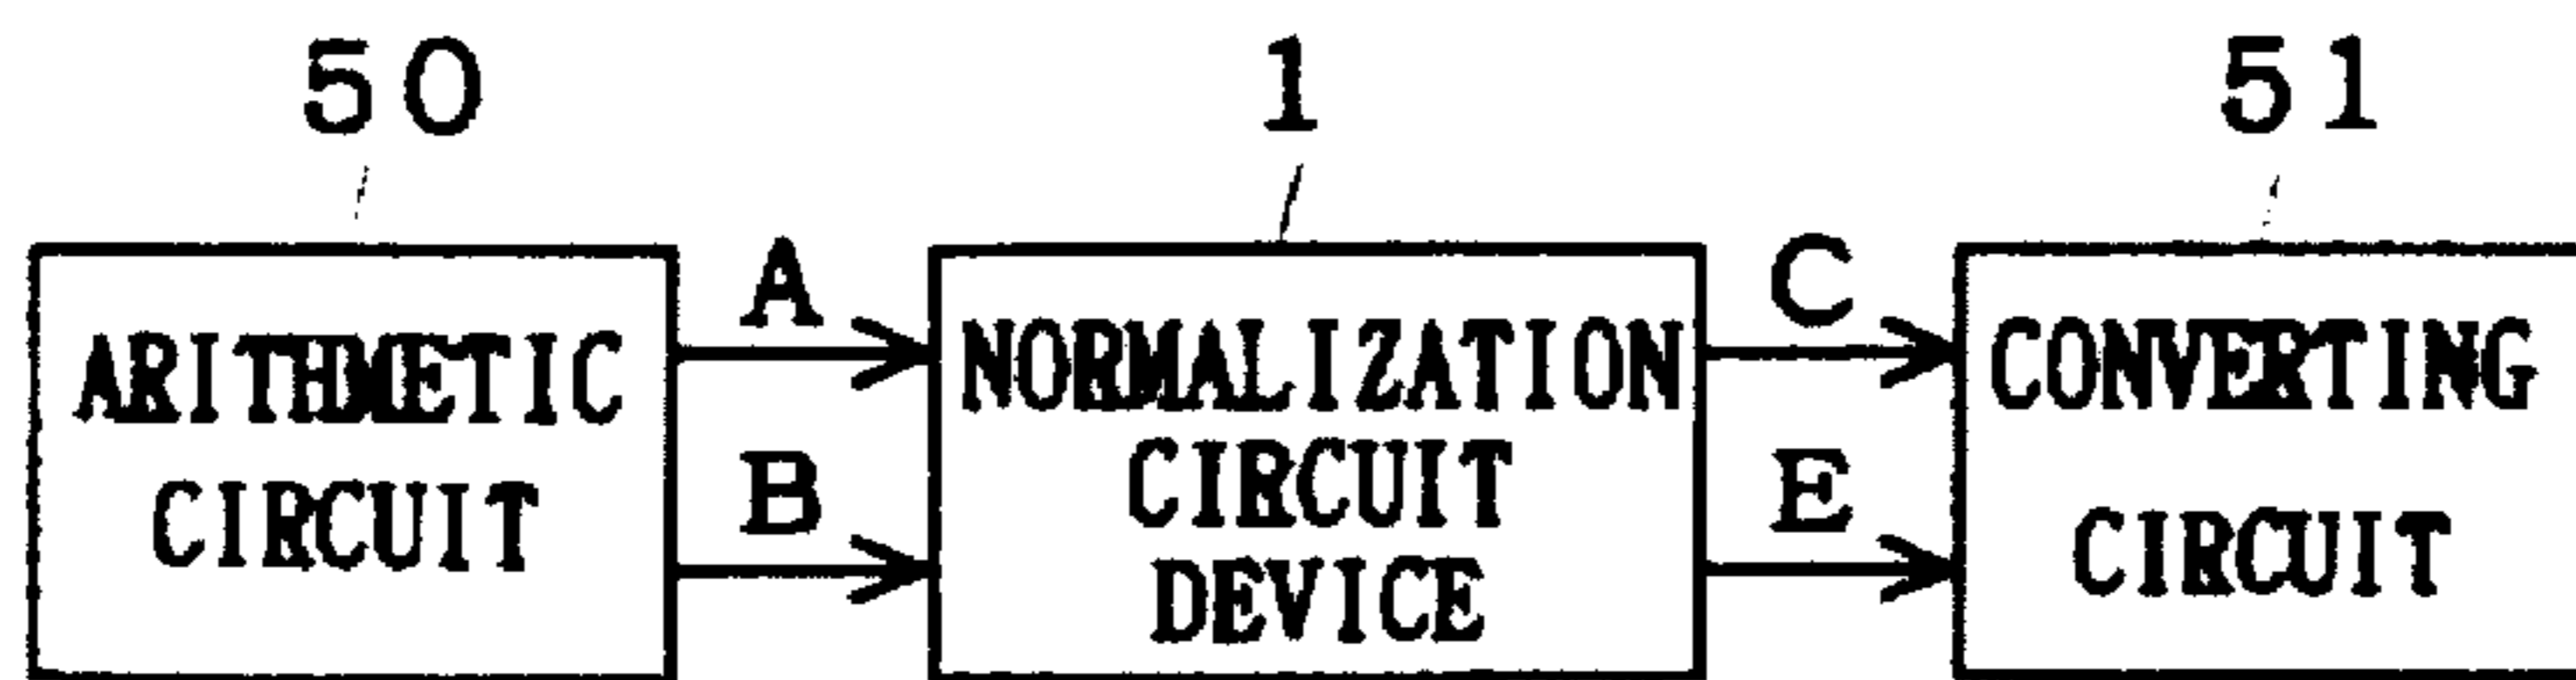 50
1
51
ARITHMETIC
CIRCUIT
A
B
NORMALIZATION
CIRCUIT
DEVICE
C
E
CONVERTING
CIRCUIT